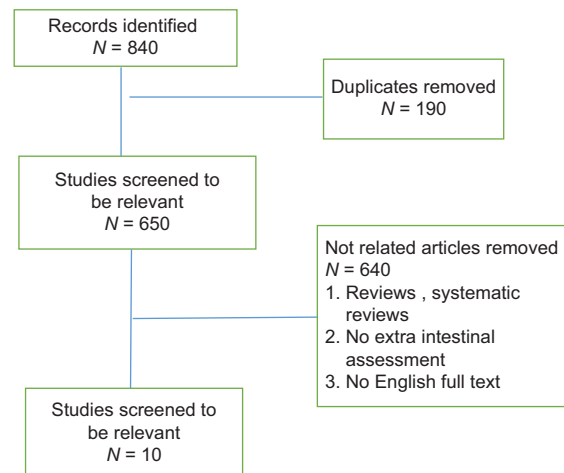 Records identified
N = 840
Duplicates removed
N = 190
Studies screened to
be relevant
N = 650
Not related articles removed
N = 640
1. Reviews , systematic
reviews
2. No extra intestinal
assessment
3. No English full text
Studies screened to
be relevant
N = 10